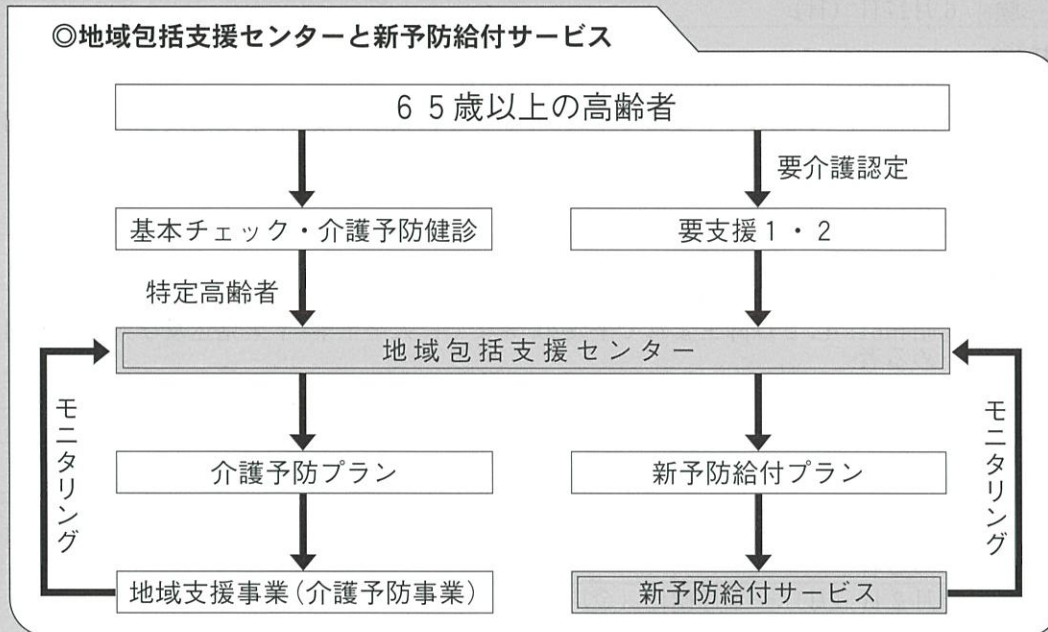 ◎地域包括支援センターと新予防給付サービス
６５歳以上の高齢者
要介護認定
基本チェック・介護予防健診
要支援１・２
特定高齢者
地域包括支援センター
モニタリング
モニタリング
介護予防プラン
新予防給付プラン
地域支援事業（介護予防事業）
新予防給付サービス